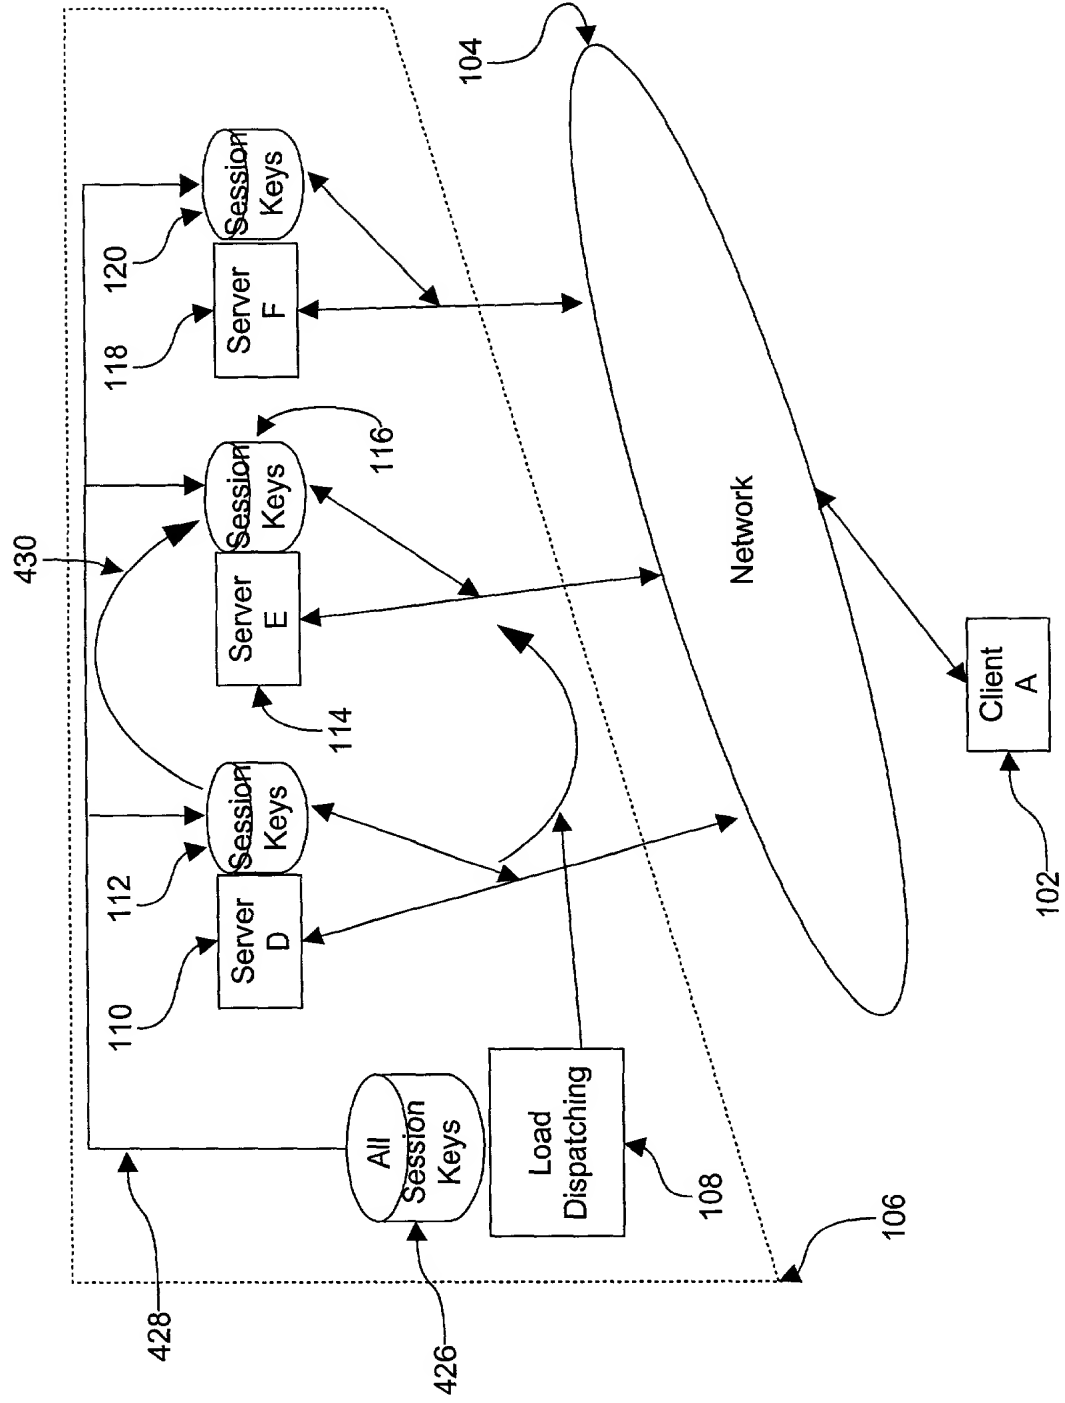 428
426
All
Session
Keys
Load
Dispatching
108
106
110
Server
D
112
Session
Keys
430
114
Server
E
Session
Keys
116
118
Server
F
120
Session
Keys
104
Network
Client
A
102